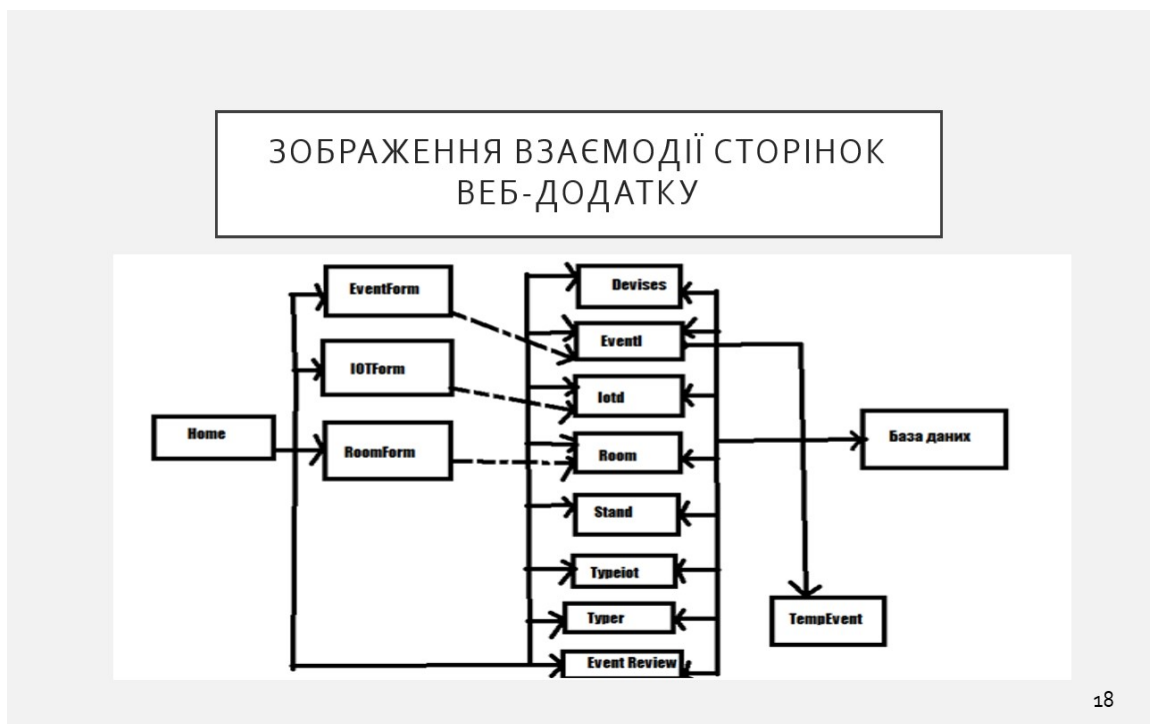 ЗОБРАЖЕННЯ ВЗАЄМОДІЇ СТОРІНОК
ВЕБ-ДОДАТКУ
EventForm
IOTForm
RoomForm
Home
Devises
EventI
Iotd
Room
Stand
Typeiot
Typer
Event Review
База даних
TempEvent
18